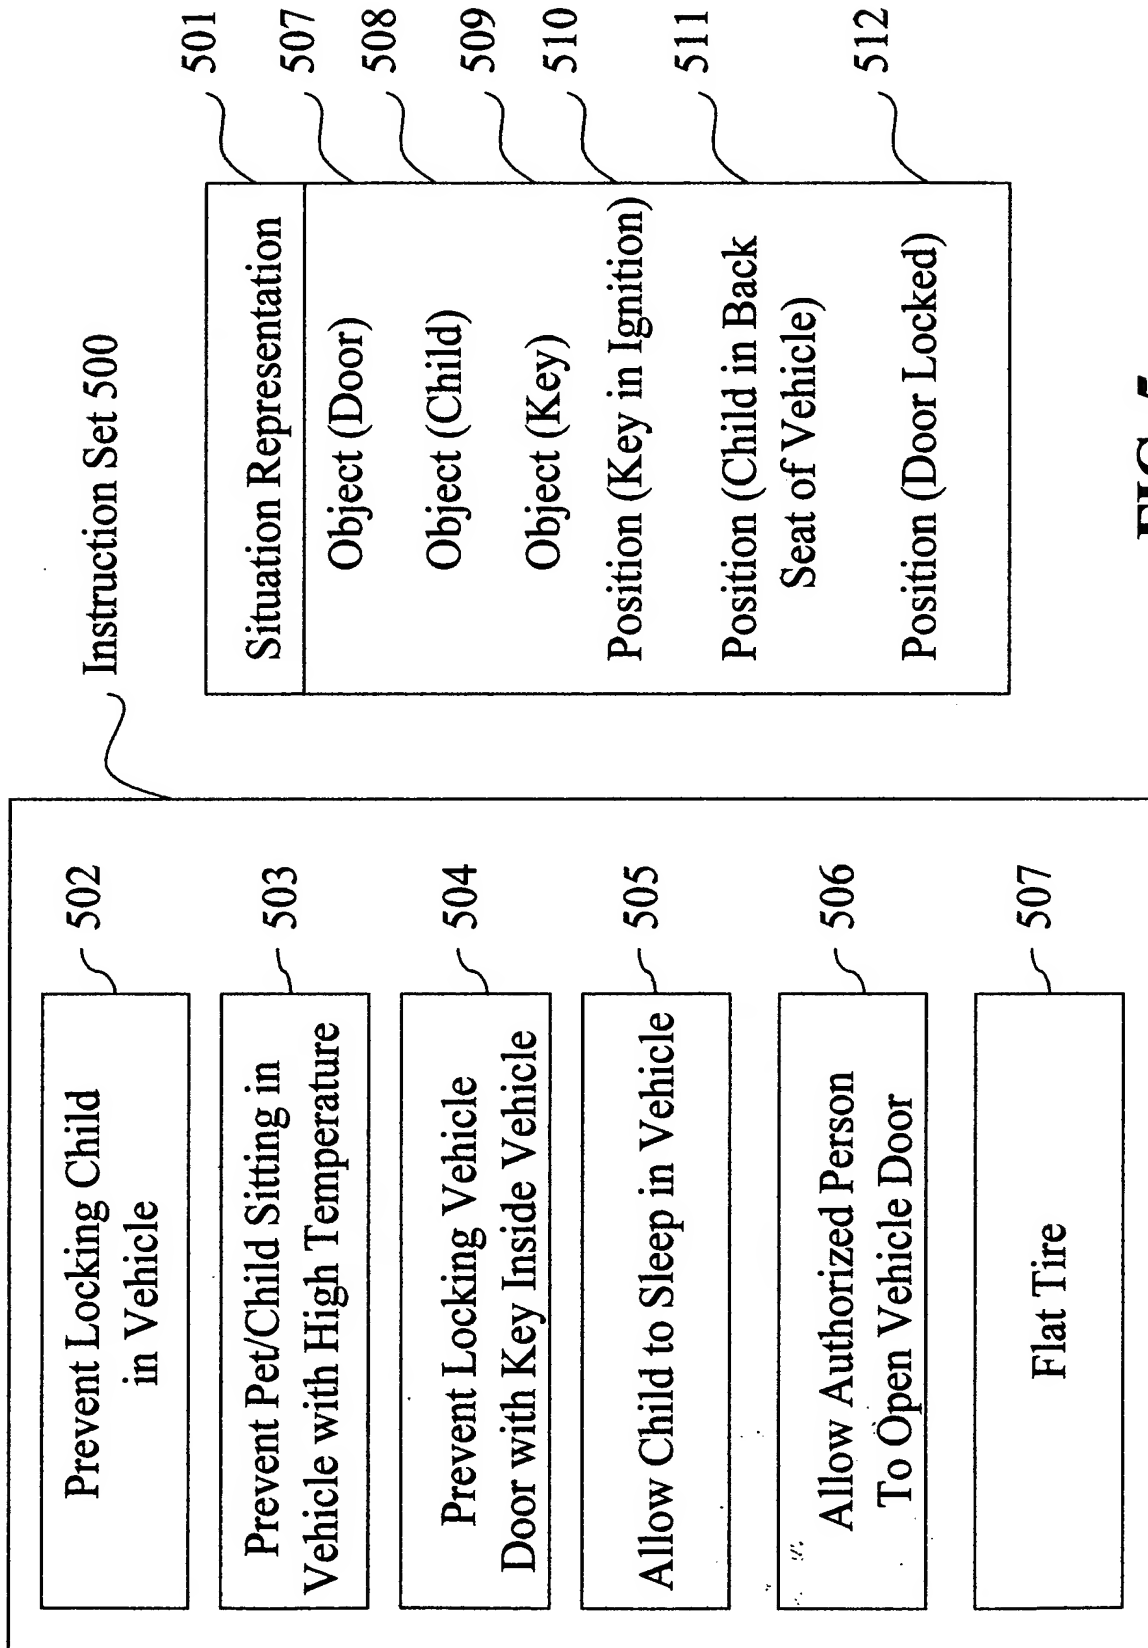 Instruction Set 500
Prevent Locking Child
in Vehicle
502
Prevent Pet/Child Sitting in
Vehicle with High Temperature
503
Prevent Locking Vehicle
Door with Key Inside Vehicle
504
Allow Child to Sleep in Vehicle
505
Allow Authorized Person
To Open Vehicle Door
506
Flat Tire
507
Situation Representation
501
Object (Door)
507
Object (Child)
508
Object (Key)
509
Position (Key in Ignition)
510
Position (Child in Back
Seat of Vehicle)
511
Position (Door Locked)
512